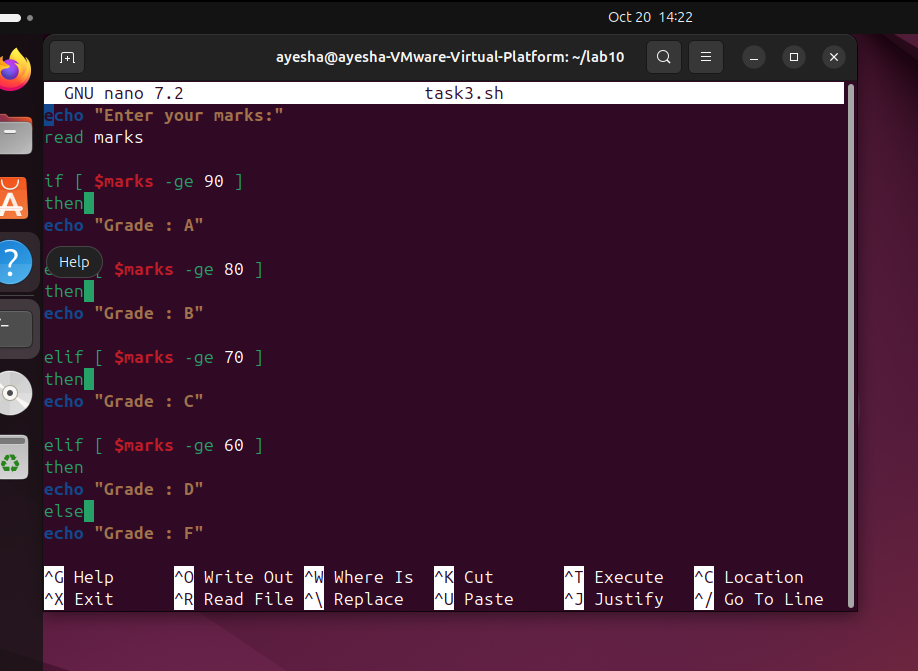 Oct 20 14:22
ayesha@ayesha-VMware-Virtual-Platform: ~/lab10
GNU nano 7.2 task3.sh
echo "Enter your marks:"
read marks
if [ $marks -ge 90 ]
then
echo "Grade : A"
Help
[ $marks -ge 80 ]
then
echo "Grade : B"
elif [ $marks -ge 70 ]
then
echo "Grade : C"
elif [ $marks -ge 60 ]
then
echo "Grade : D"
else
echo "Grade : F"
^G Help ^O Write Out ^W Where Is ^K Cut ^T Execute ^C Location
^X Exit ^R Read File ^\ Replace ^U Paste ^J Justify ^/ Go To Line